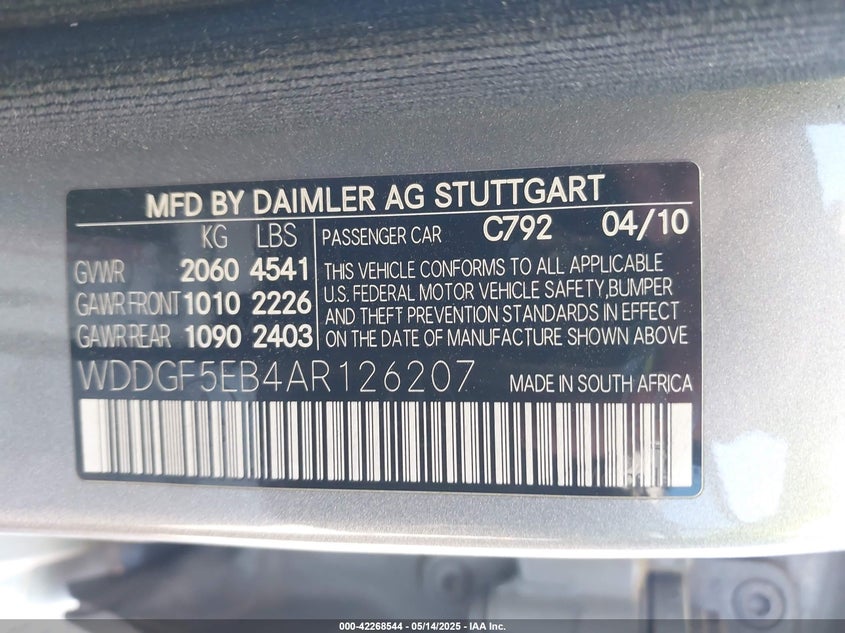 MFD BY DAIMLER AG STUTTGART
KG LBS
GVWR 2060 4541
GAWR FRONT 1010 2226
GAWR REAR 1090 2403
PASSENGER CAR C792 04/10
THIS VEHICLE CONFORMS TO ALL APPLICABLE
U.S. FEDERAL MOTOR VEHICLE SAFETY,BUMPER
AND THEFT PREVENTION STANDARDS IN EFFECT
ON THE DATE OF MANUFACTURE SHOWN ABOVE
WDDGF5EB4AR126207 MADE IN SOUTH AFRICA
000-42268544 — 05/14/2025 — IAA Inc.